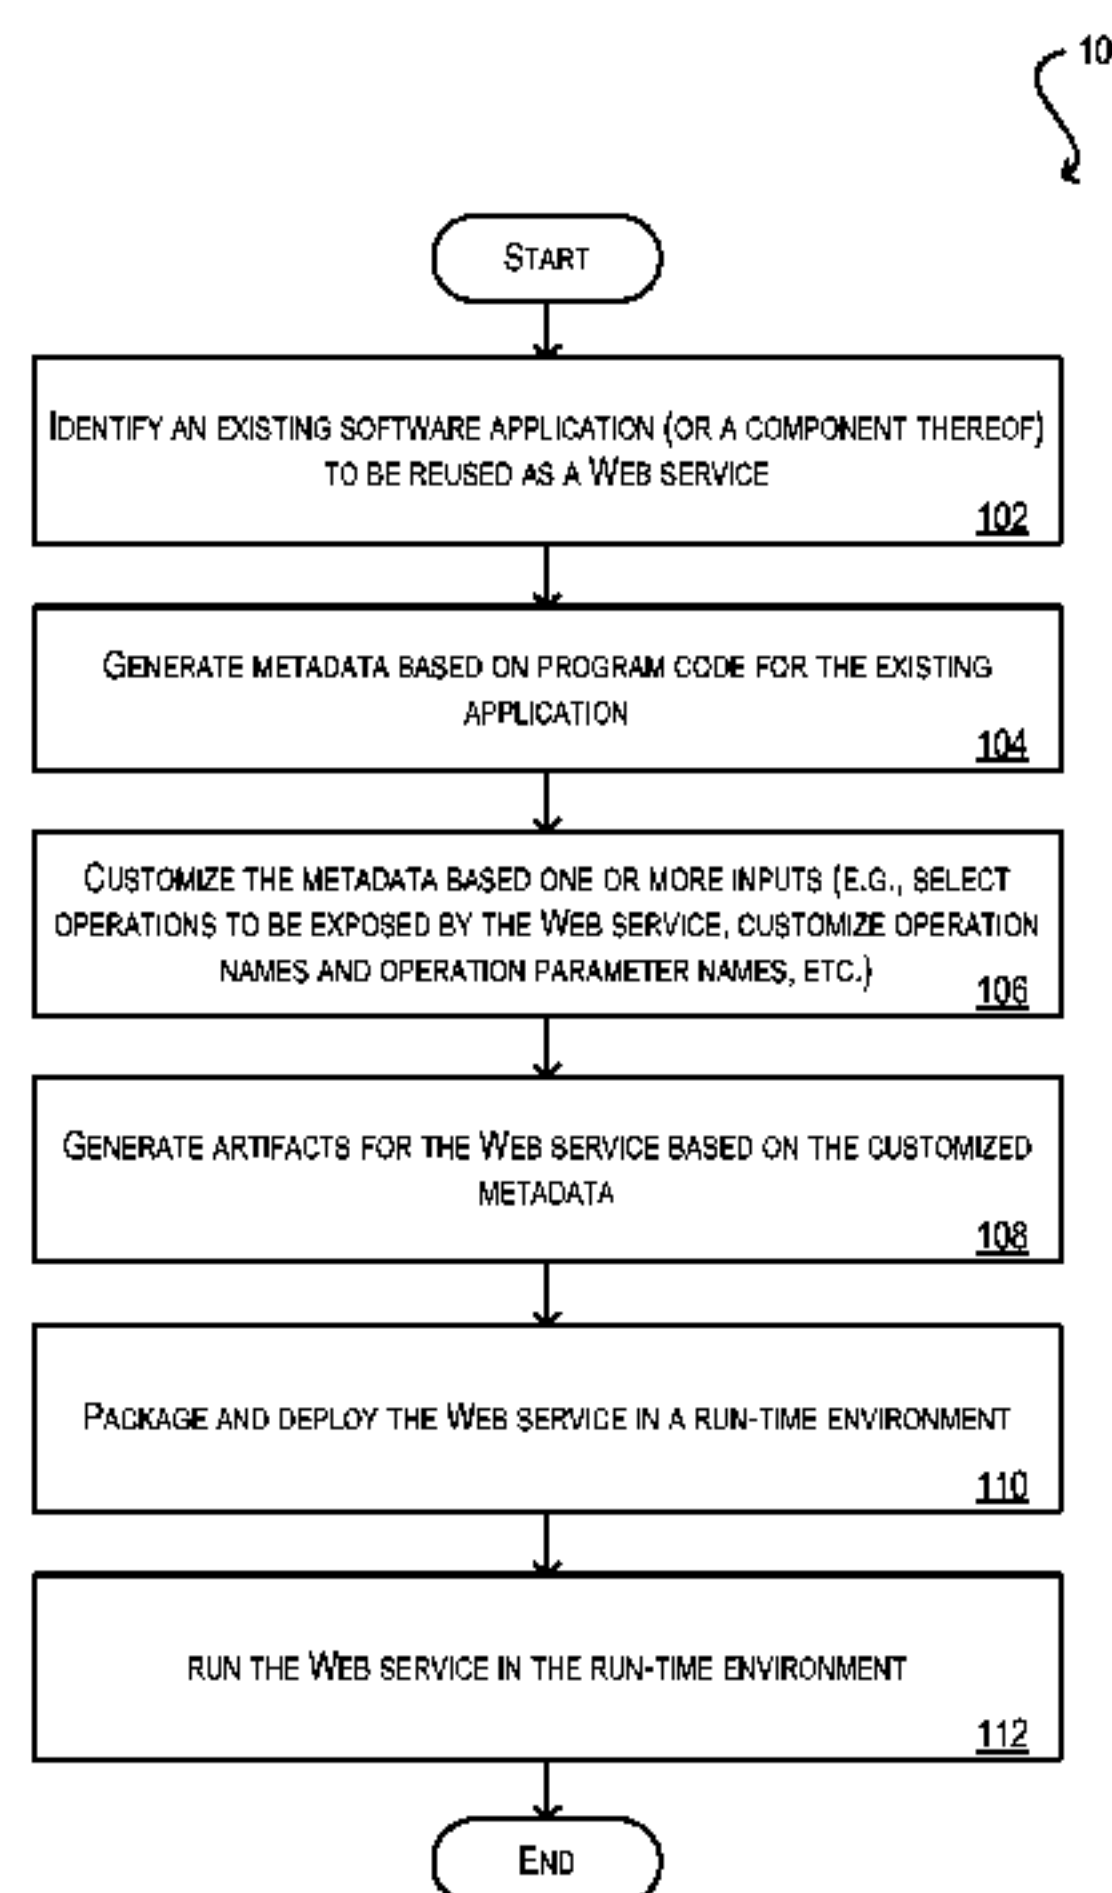 10
START
IDENTIFY AN EXISTING SOFTWARE APPLICATION (OR A COMPONENT THEREOF)
TO BE REUSED AS A WEB SERVICE
102
GENERATE METADATA BASED ON PROGRAM CODE FOR THE EXISTING
APPLICATION
104
CUSTOMIZE THE METADATA BASED ONE OR MORE INPUTS (E.G., SELECT
OPERATIONS TO BE EXPOSED BY THE WEB SERVICE, CUSTOMIZE OPERATION
NAMES AND OPERATION PARAMETER NAMES, ETC.)
106
GENERATE ARTIFACTS FOR THE WEB SERVICE BASED ON THE CUSTOMIZED
METADATA
108
PACKAGE AND DEPLOY THE WEB SERVICE IN A RUN-TIME ENVIRONMENT
110
RUN THE WEB SERVICE IN THE RUN-TIME ENVIRONMENT
112
END